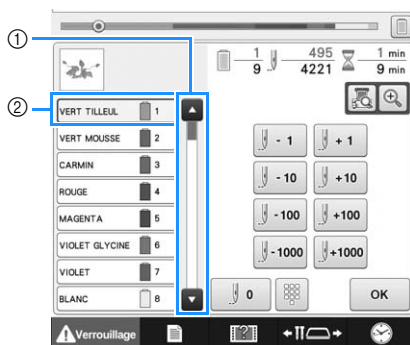 ①
②
1 495 1 min
9 4221 9 min
VERT TILLEUL 1
VERT MOUSSE 2
CARMIN 3
ROUGE 4
MAGENTA 5
VIOLET GLYCINE 6
VIOLET 7
BLANC 8
- 1 + 1
- 10 +10
- 100 +100
- 1000 +1000
0 OK
Verrouillage ?